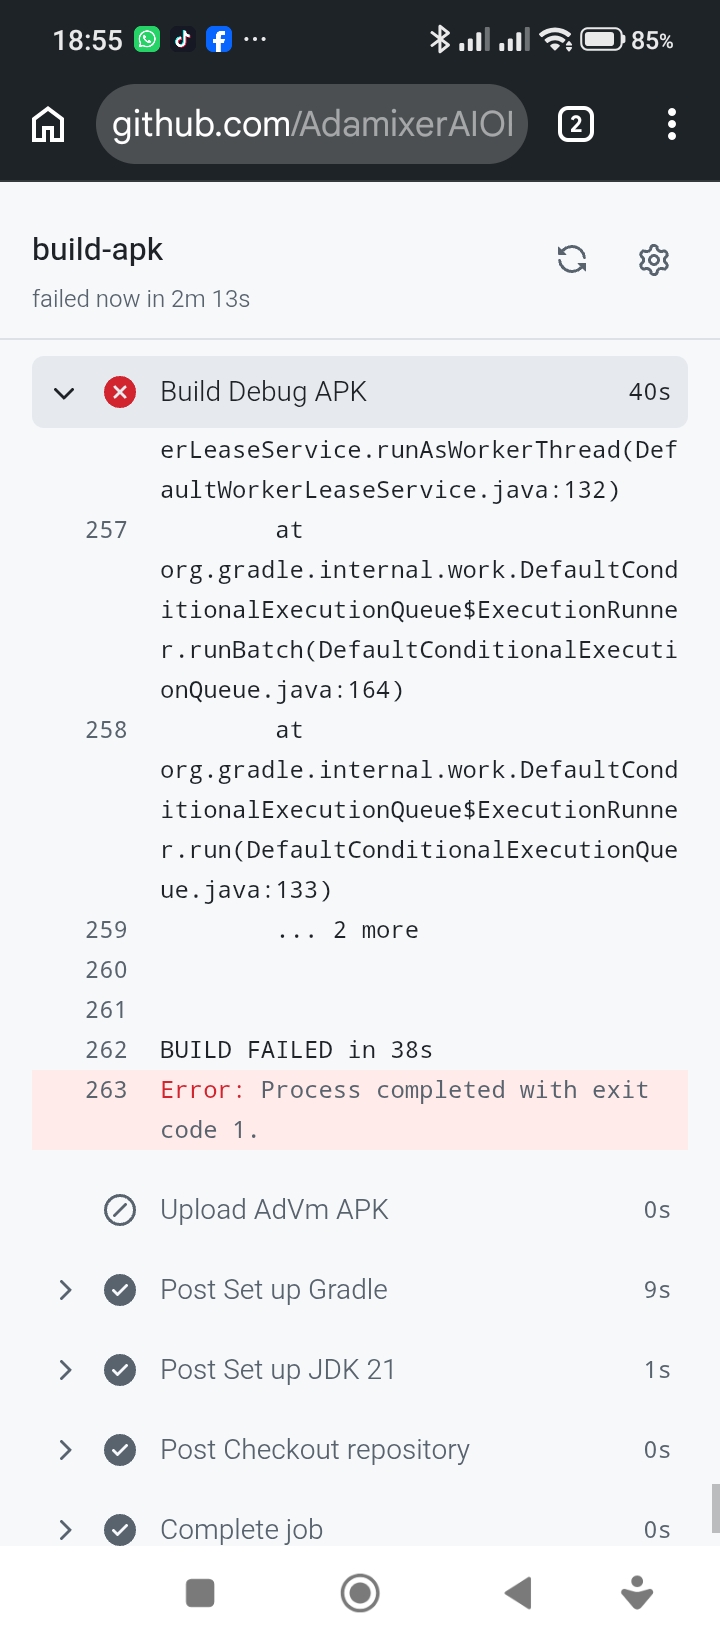 18:55 ... 85%
github.com/AdamixerAIOI
2
build-apk
failed now in 2m 13s
Build Debug APK 40s
erLeaseService.runAsWorkerThread(Def
aultWorkerLeaseService.java:132)
257 at
org.gradle.internal.work.DefaultCond
itionalExecutionQueue$ExecutionRunne
r.runBatch(DefaultConditionalExecuti
onQueue.java:164)
258 at
org.gradle.internal.work.DefaultCond
itionalExecutionQueue$ExecutionRunne
r.run(DefaultConditionalExecutionQue
ue.java:133)
259 ... 2 more
260
261
262 BUILD FAILED in 38s
263 Error: Process completed with exit
code 1.
Upload AdVm APK 0s
Post Set up Gradle 9s
Post Set up JDK 21 1s
Post Checkout repository 0s
Complete job 0s